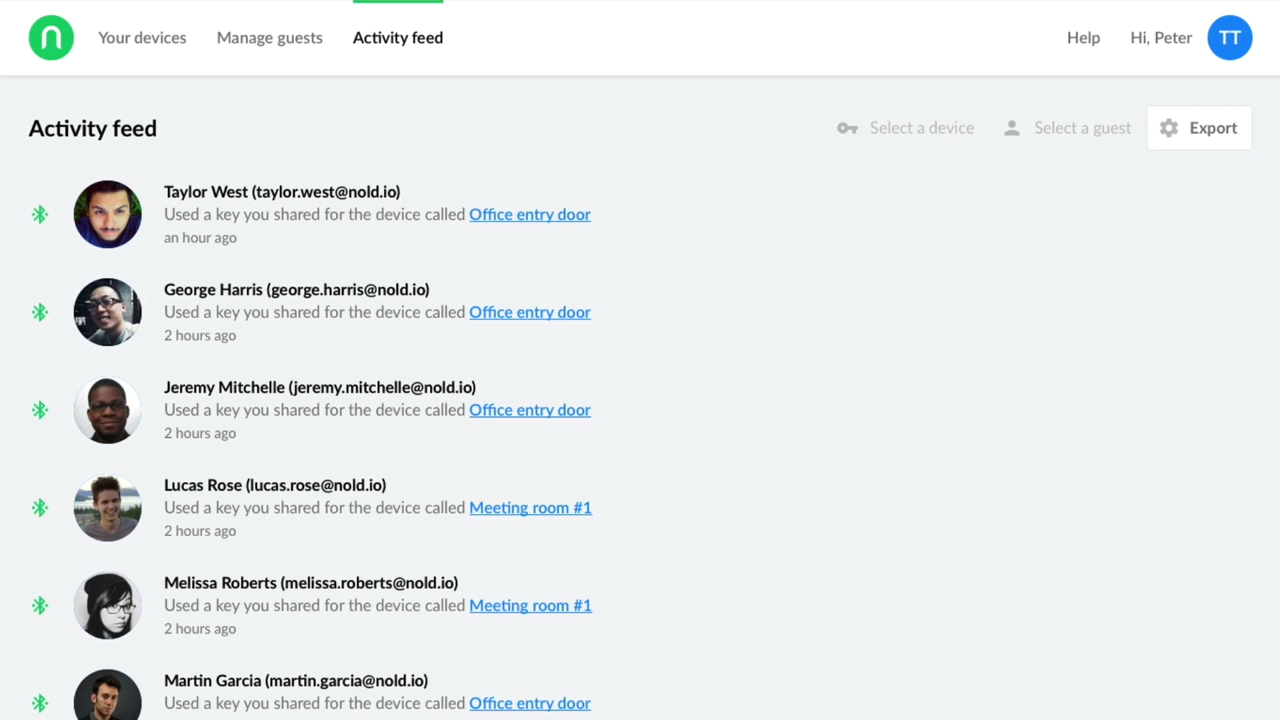 Your devices
Manage guests
Activity feed
Help
Hi, Peter
TT
Activity feed
Select a device
Select a guest
Export
Taylor West (taylor.west@nold.io)
Used a key you shared for the device called Office entry door
an hour ago
George Harris (george.harris@nold.io)
Used a key you shared for the device called Office entry door
2 hours ago
Jeremy Mitchelle (jeremy.mitchelle@nold.io)
Used a key you shared for the device called Office entry door
2 hours ago
Lucas Rose (lucas.rose@nold.io)
Used a key you shared for the device called Meeting room #1
2 hours ago
Melissa Roberts (melissa.roberts@nold.io)
Used a key you shared for the device called Meeting room #1
2 hours ago
Martin Garcia (martin.garcia@nold.io)
Used a key you shared for the device called Office entry door